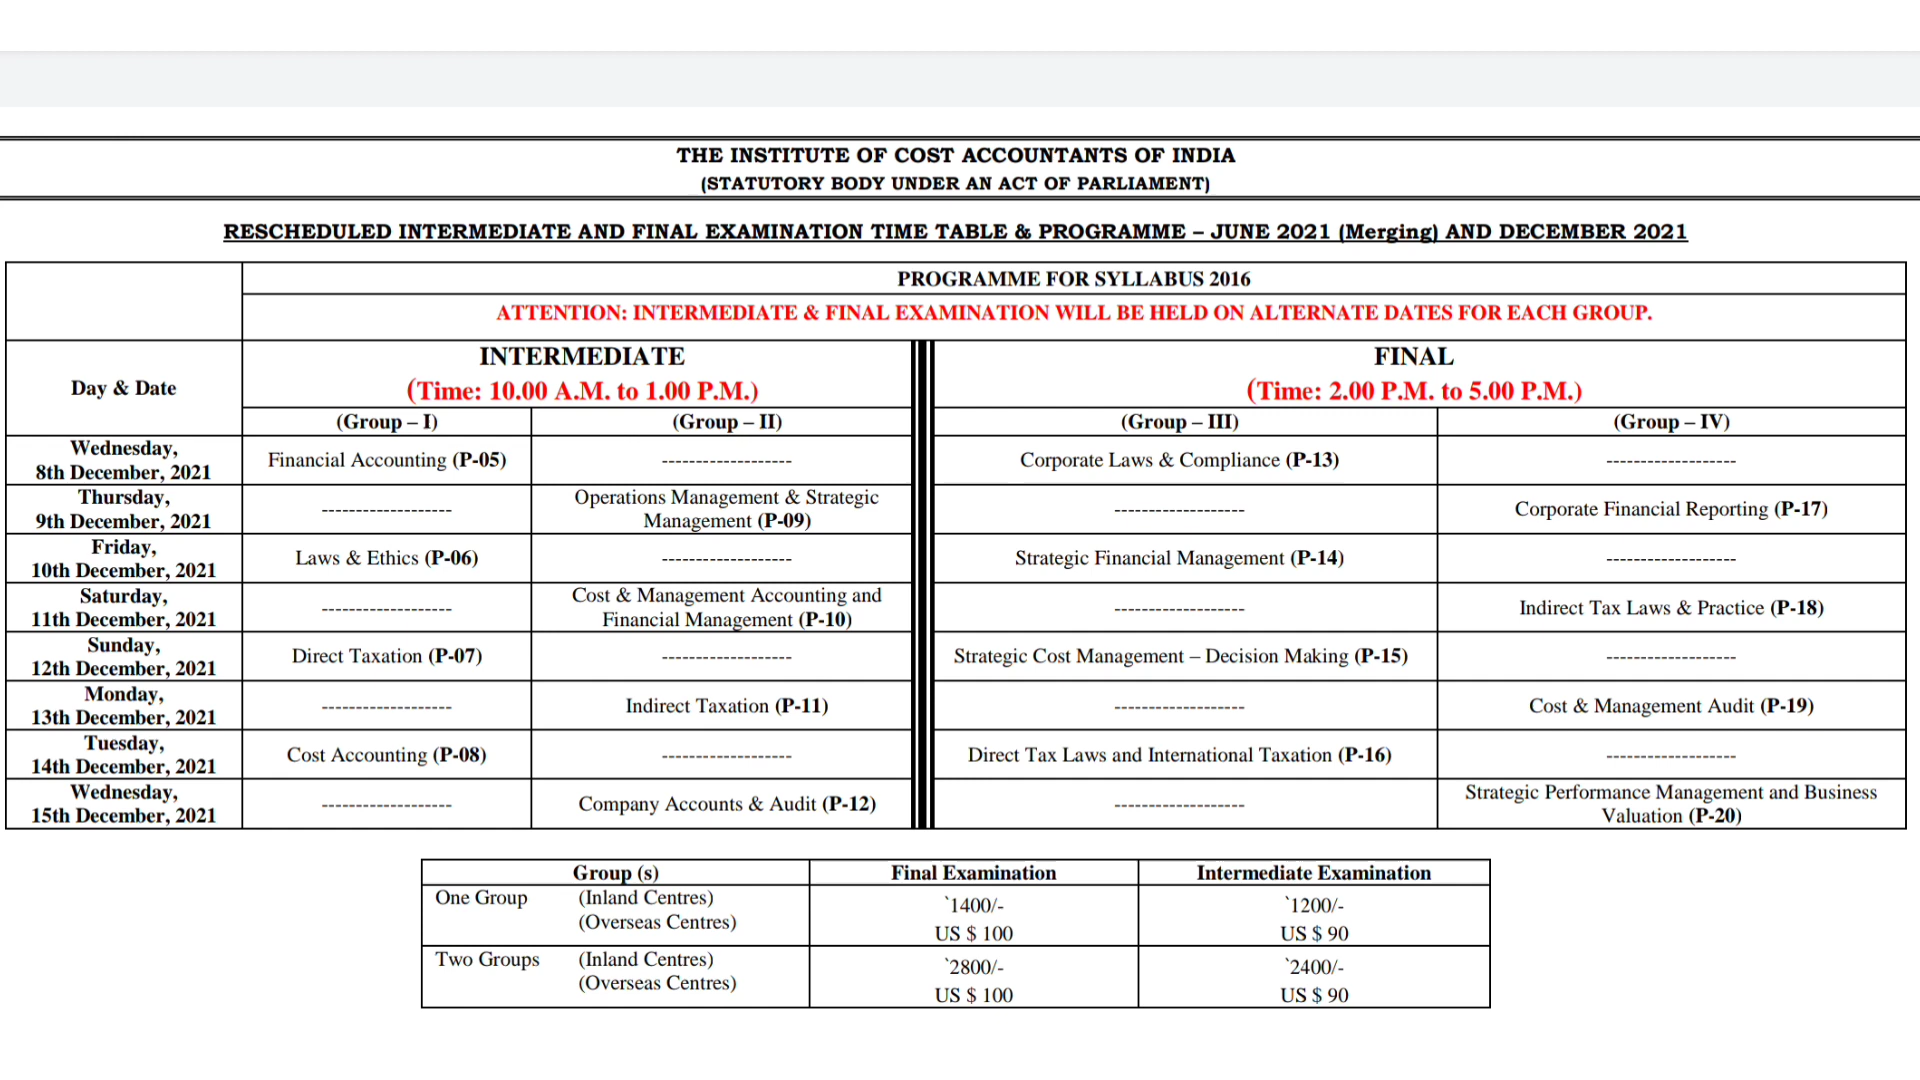 THE INSTITUTE OF COST ACCOUNTANTS OF INDIA
(STATUTORY BODY UNDER AN ACT OF PARLIAMENT)
RESCHEDULED INTERMEDIATE AND FINAL EXAMINATION TIME TABLE & PROGRAMME – JUNE 2021 (Merging) AND DECEMBER 2021
PROGRAMME FOR SYLLABUS 2016
ATTENTION: INTERMEDIATE & FINAL EXAMINATION WILL BE HELD ON ALTERNATE DATES FOR EACH GROUP.
Day & Date
INTERMEDIATE
(Time: 10.00 A.M. to 1.00 P.M.)
FINAL
(Time: 2.00 P.M. to 5.00 P.M.)
(Group – I)
(Group – II)
(Group – III)
(Group – IV)
Wednesday,
8th December, 2021
Financial Accounting (P-05)
-------------------
Corporate Laws & Compliance (P-13)
-------------------
Thursday,
9th December, 2021
-------------------
Operations Management & Strategic
Management (P-09)
-------------------
Corporate Financial Reporting (P-17)
Friday,
10th December, 2021
Laws & Ethics (P-06)
-------------------
Strategic Financial Management (P-14)
-------------------
Saturday,
11th December, 2021
-------------------
Cost & Management Accounting and
Financial Management (P-10)
-------------------
Indirect Tax Laws & Practice (P-18)
Sunday,
12th December, 2021
Direct Taxation (P-07)
-------------------
Strategic Cost Management – Decision Making (P-15)
-------------------
Monday,
13th December, 2021
-------------------
Indirect Taxation (P-11)
-------------------
Cost & Management Audit (P-19)
Tuesday,
14th December, 2021
Cost Accounting (P-08)
-------------------
Direct Tax Laws and International Taxation (P-16)
-------------------
Wednesday,
15th December, 2021
-------------------
Company Accounts & Audit (P-12)
-------------------
Strategic Performance Management and Business
Valuation (P-20)
Group (s)
Final Examination
Intermediate Examination
One Group
(Inland Centres)
(Overseas Centres)
`1400/-
US $ 100
`1200/-
US $ 90
Two Groups
(Inland Centres)
(Overseas Centres)
`2800/-
US $ 100
`2400/-
US $ 90